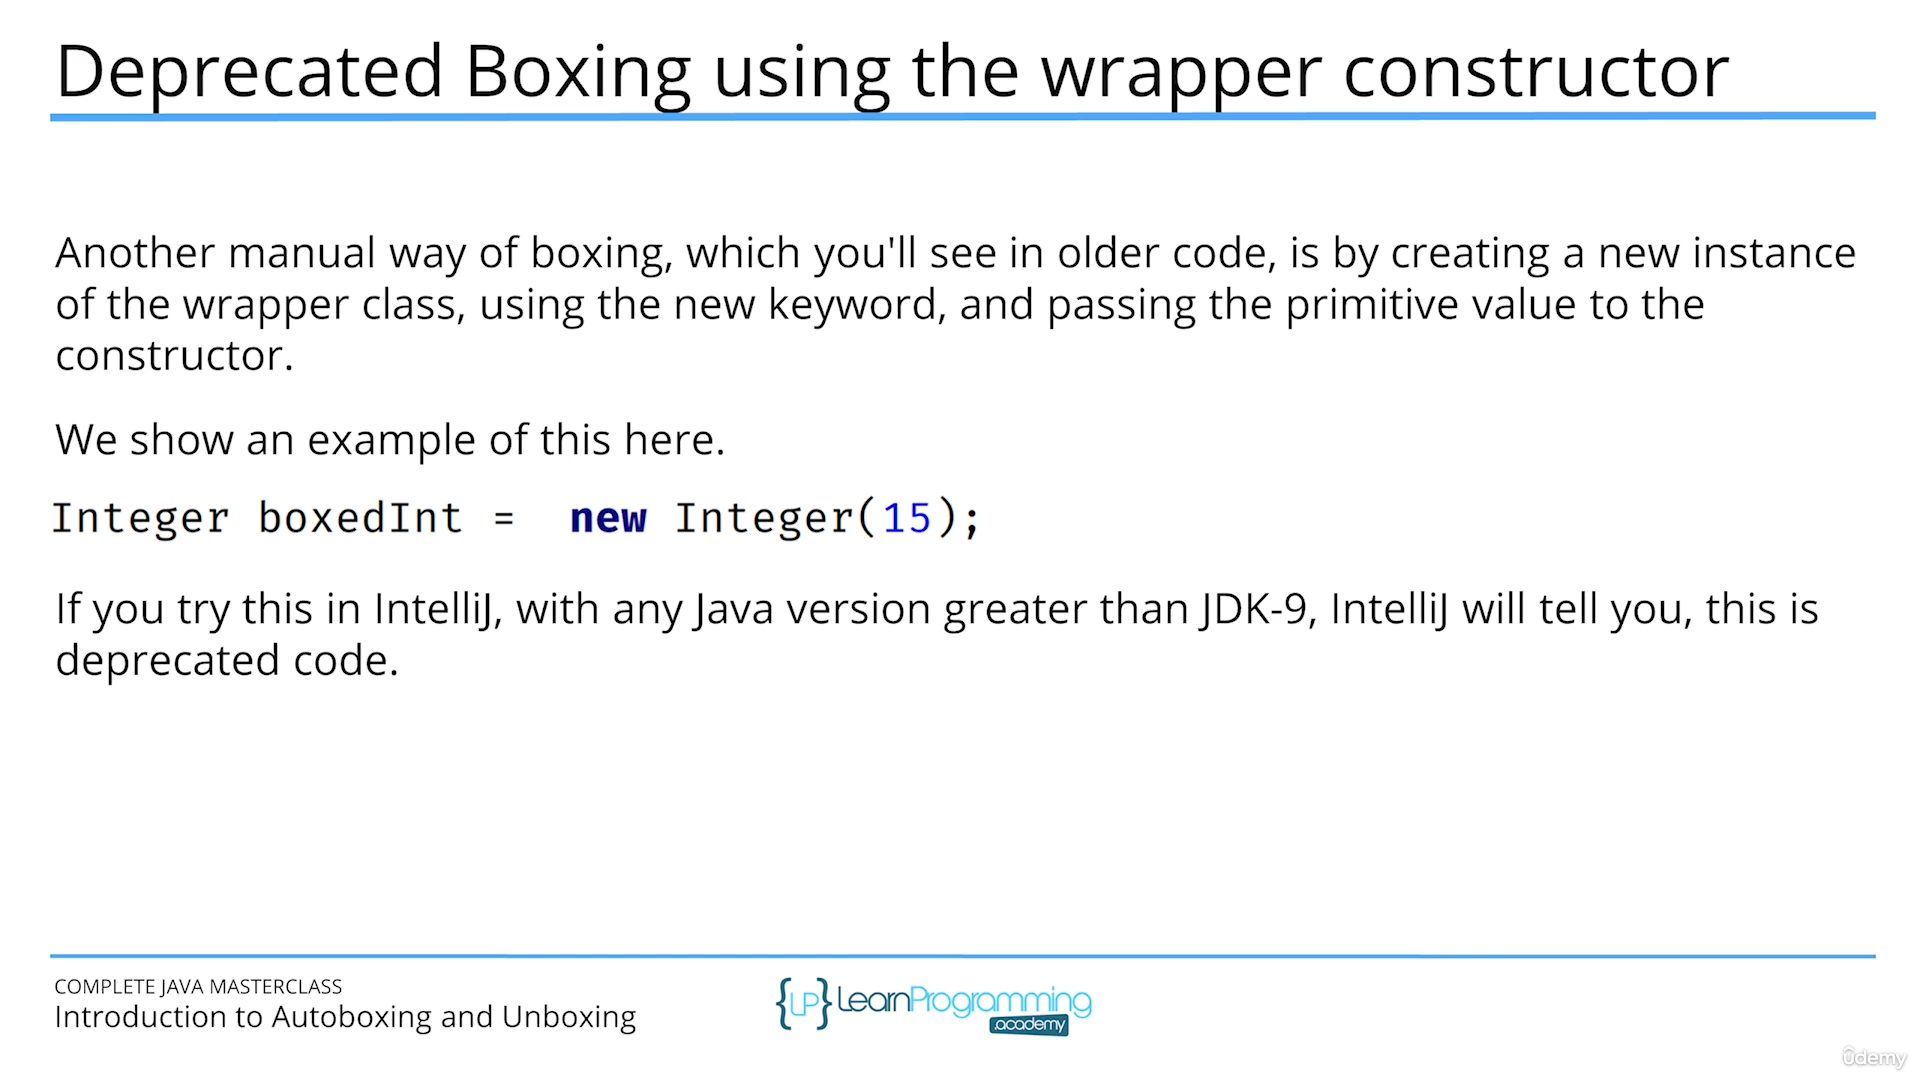 Deprecated Boxing using the wrapper constructor
Another manual way of boxing, which you'll see in older code, is by creating a new instance
of the wrapper class, using the new keyword, and passing the primitive value to the
constructor.
We show an example of this here.
Integer boxedInt =  new Integer(15);
If you try this in IntelliJ, with any Java version greater than JDK-9, IntelliJ will tell you, this is
deprecated code.
COMPLETE JAVA MASTERCLASS
Introduction to Autoboxing and Unboxing
{LP}LearnProgramming
.academy
ûdemy